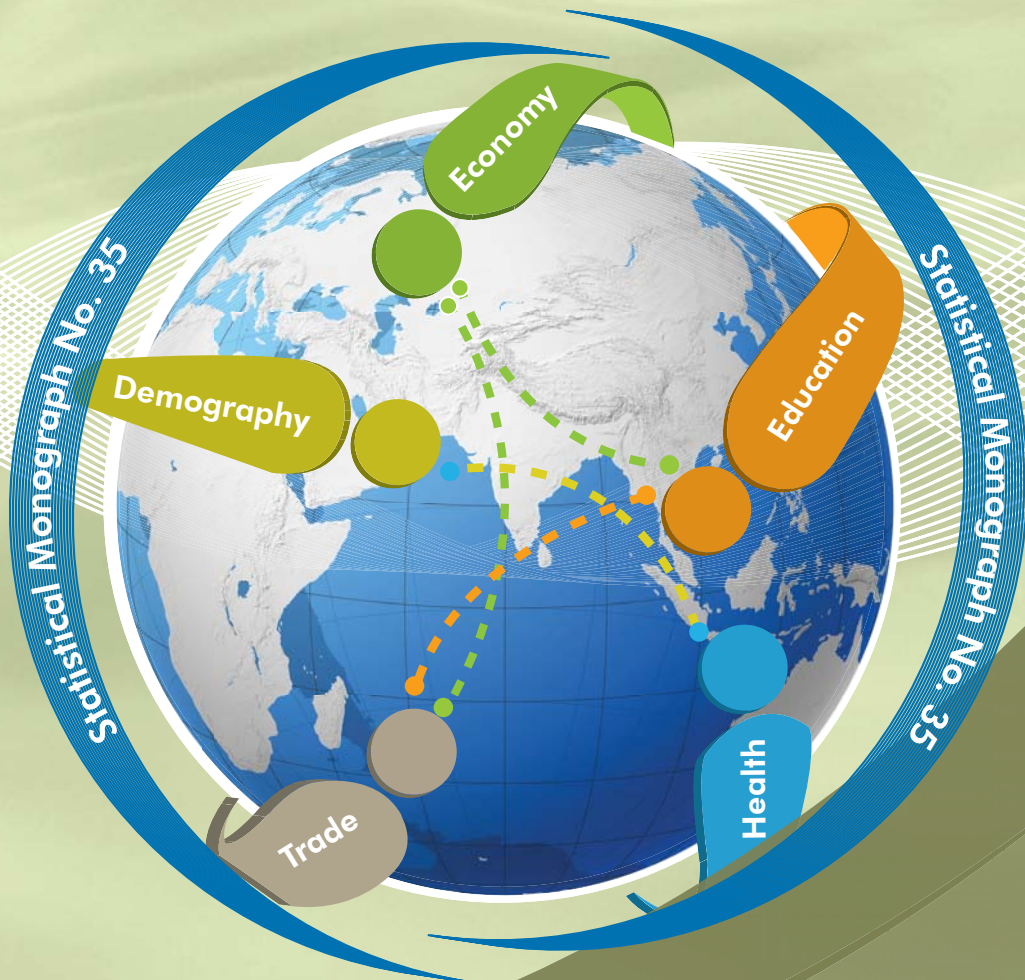 Economy
Education
Demography
Health
Trade
Statistical Monograph No. 35
Statistical Monograph No. 35